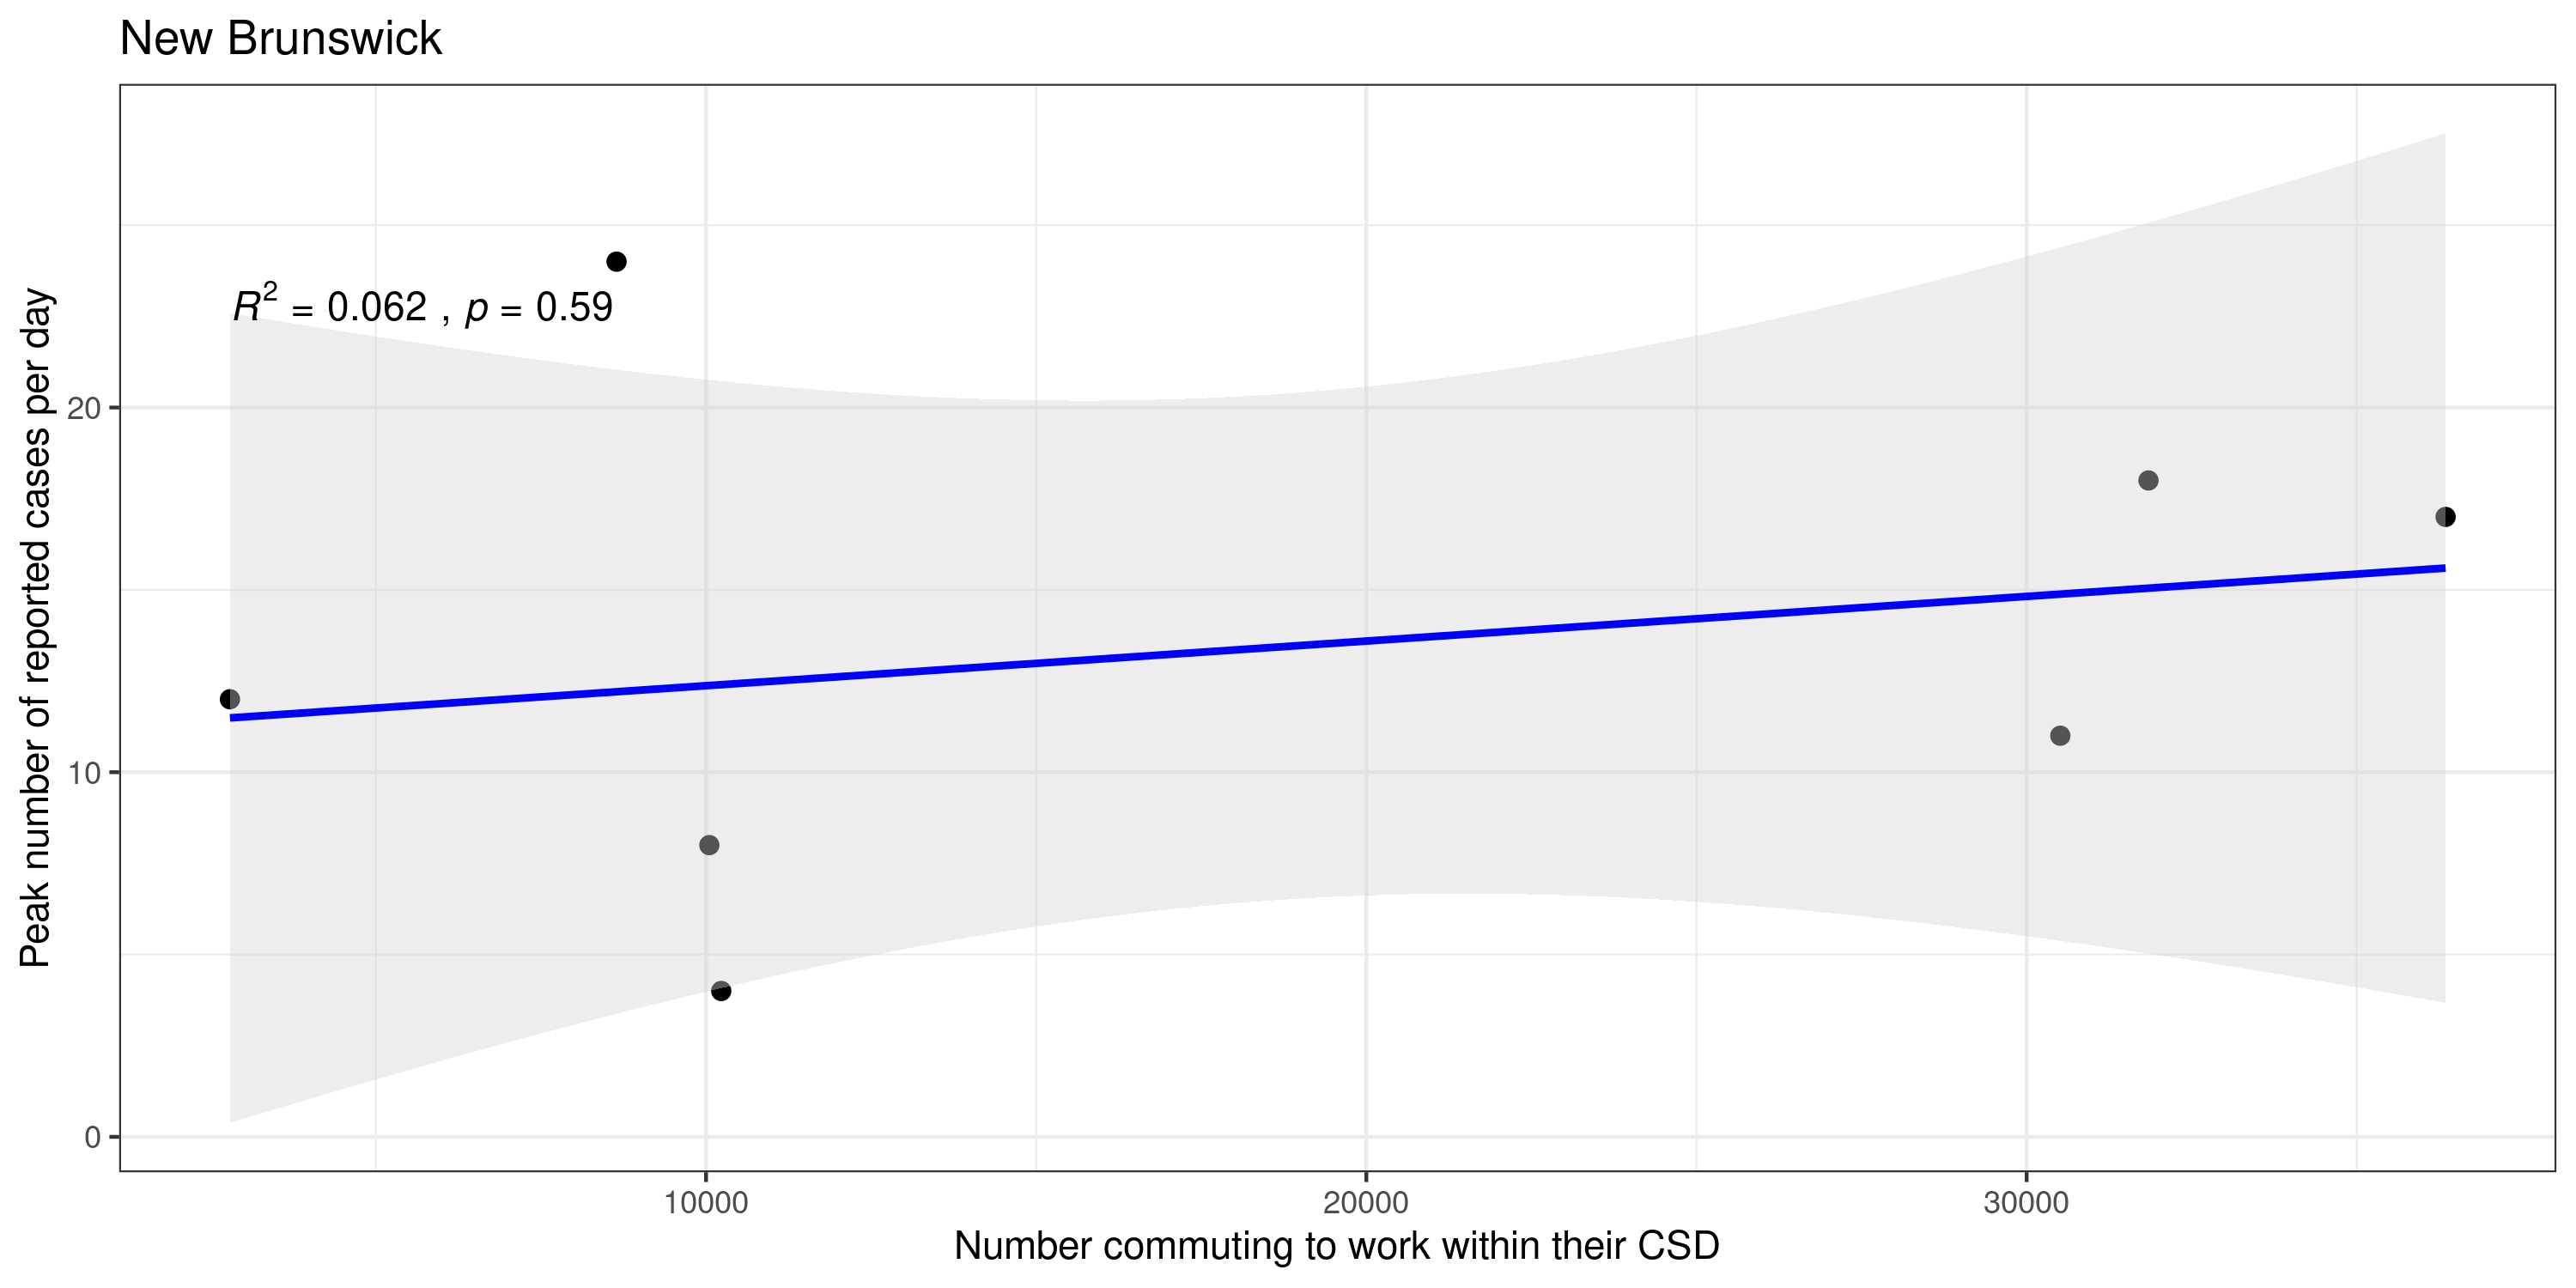 New Brunswick
R² = 0.062 , p = 0.59
Peak number of reported cases per day
20
10
0
10000 20000 30000
Number commuting to work within their CSD